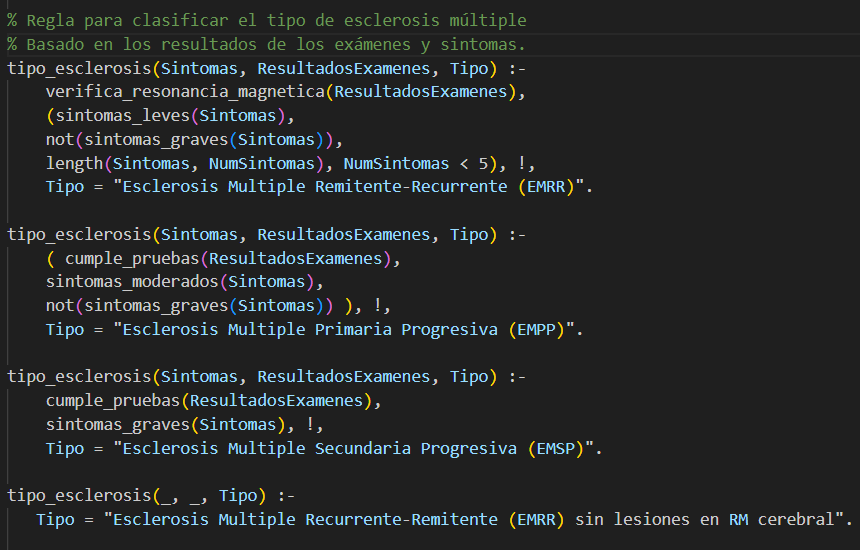 % Regla para clasificar el tipo de esclerosis múltiple
% Basado en los resultados de los exámenes y sintomas.
tipo_esclerosis(Sintomas, ResultadosExamenes, Tipo) :-
    verifica_resonancia_magnetica(ResultadosExamenes),
    (sintomas_leves(Sintomas),
    not(sintomas_graves(Sintomas)),
    length(Sintomas, NumSintomas), NumSintomas < 5), !,
    Tipo = "Esclerosis Multiple Remitente-Recurrente (EMRR)".
tipo_esclerosis(Sintomas, ResultadosExamenes, Tipo) :-
    ( cumple_pruebas(ResultadosExamenes),
    sintomas_moderados(Sintomas),
    not(sintomas_graves(Sintomas)) ), !,
    Tipo = "Esclerosis Multiple Primaria Progresiva (EMPP)".
tipo_esclerosis(Sintomas, ResultadosExamenes, Tipo) :-
    cumple_pruebas(ResultadosExamenes),
    sintomas_graves(Sintomas), !,
    Tipo = "Esclerosis Multiple Secundaria Progresiva (EMSP)".
tipo_esclerosis(_, _, Tipo) :-
   Tipo = "Esclerosis Multiple Recurrente-Remitente (EMRR) sin lesiones en RM cerebral".